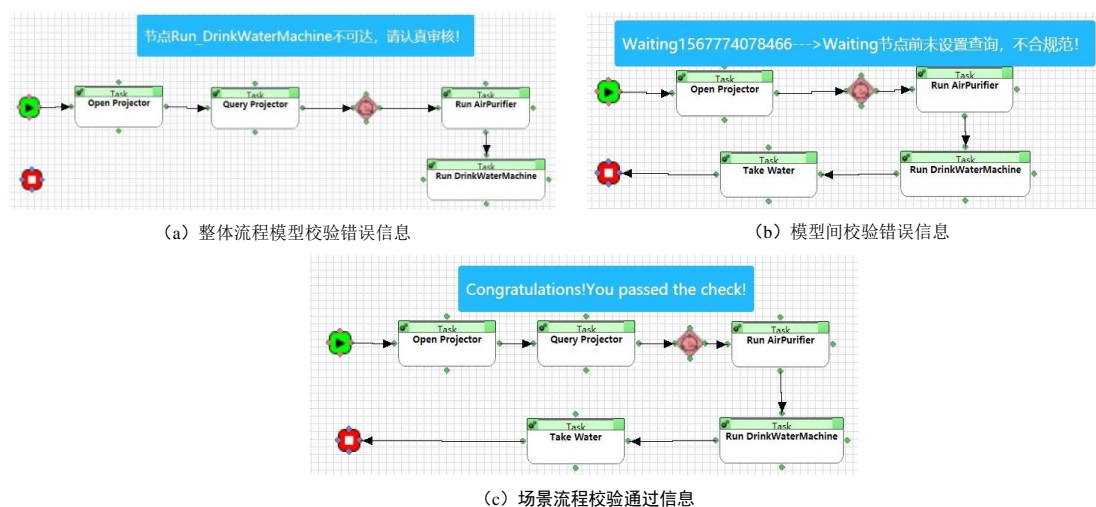 节点Run_DrinkWaterMachine不可达，请认真审核！
Task
Open Projector
Task
Query Projector
Task
Run AirPurifier
Task
Run DrinkWaterMachine
（a）整体流程模型校验错误信息
Waiting1567774078466--->Waiting节点前未设置查询，不合规范！
Task
Open Projector
Task
Run AirPurifier
Task
Take Water
Task
Run DrinkWaterMachine
（b）模型间校验错误信息
Congratulations!You passed the check!
Task
Open Projector
Task
Query Projector
Task
Run AirPurifier
Task
Take Water
Task
Run DrinkWaterMachine
（c）场景流程校验通过信息